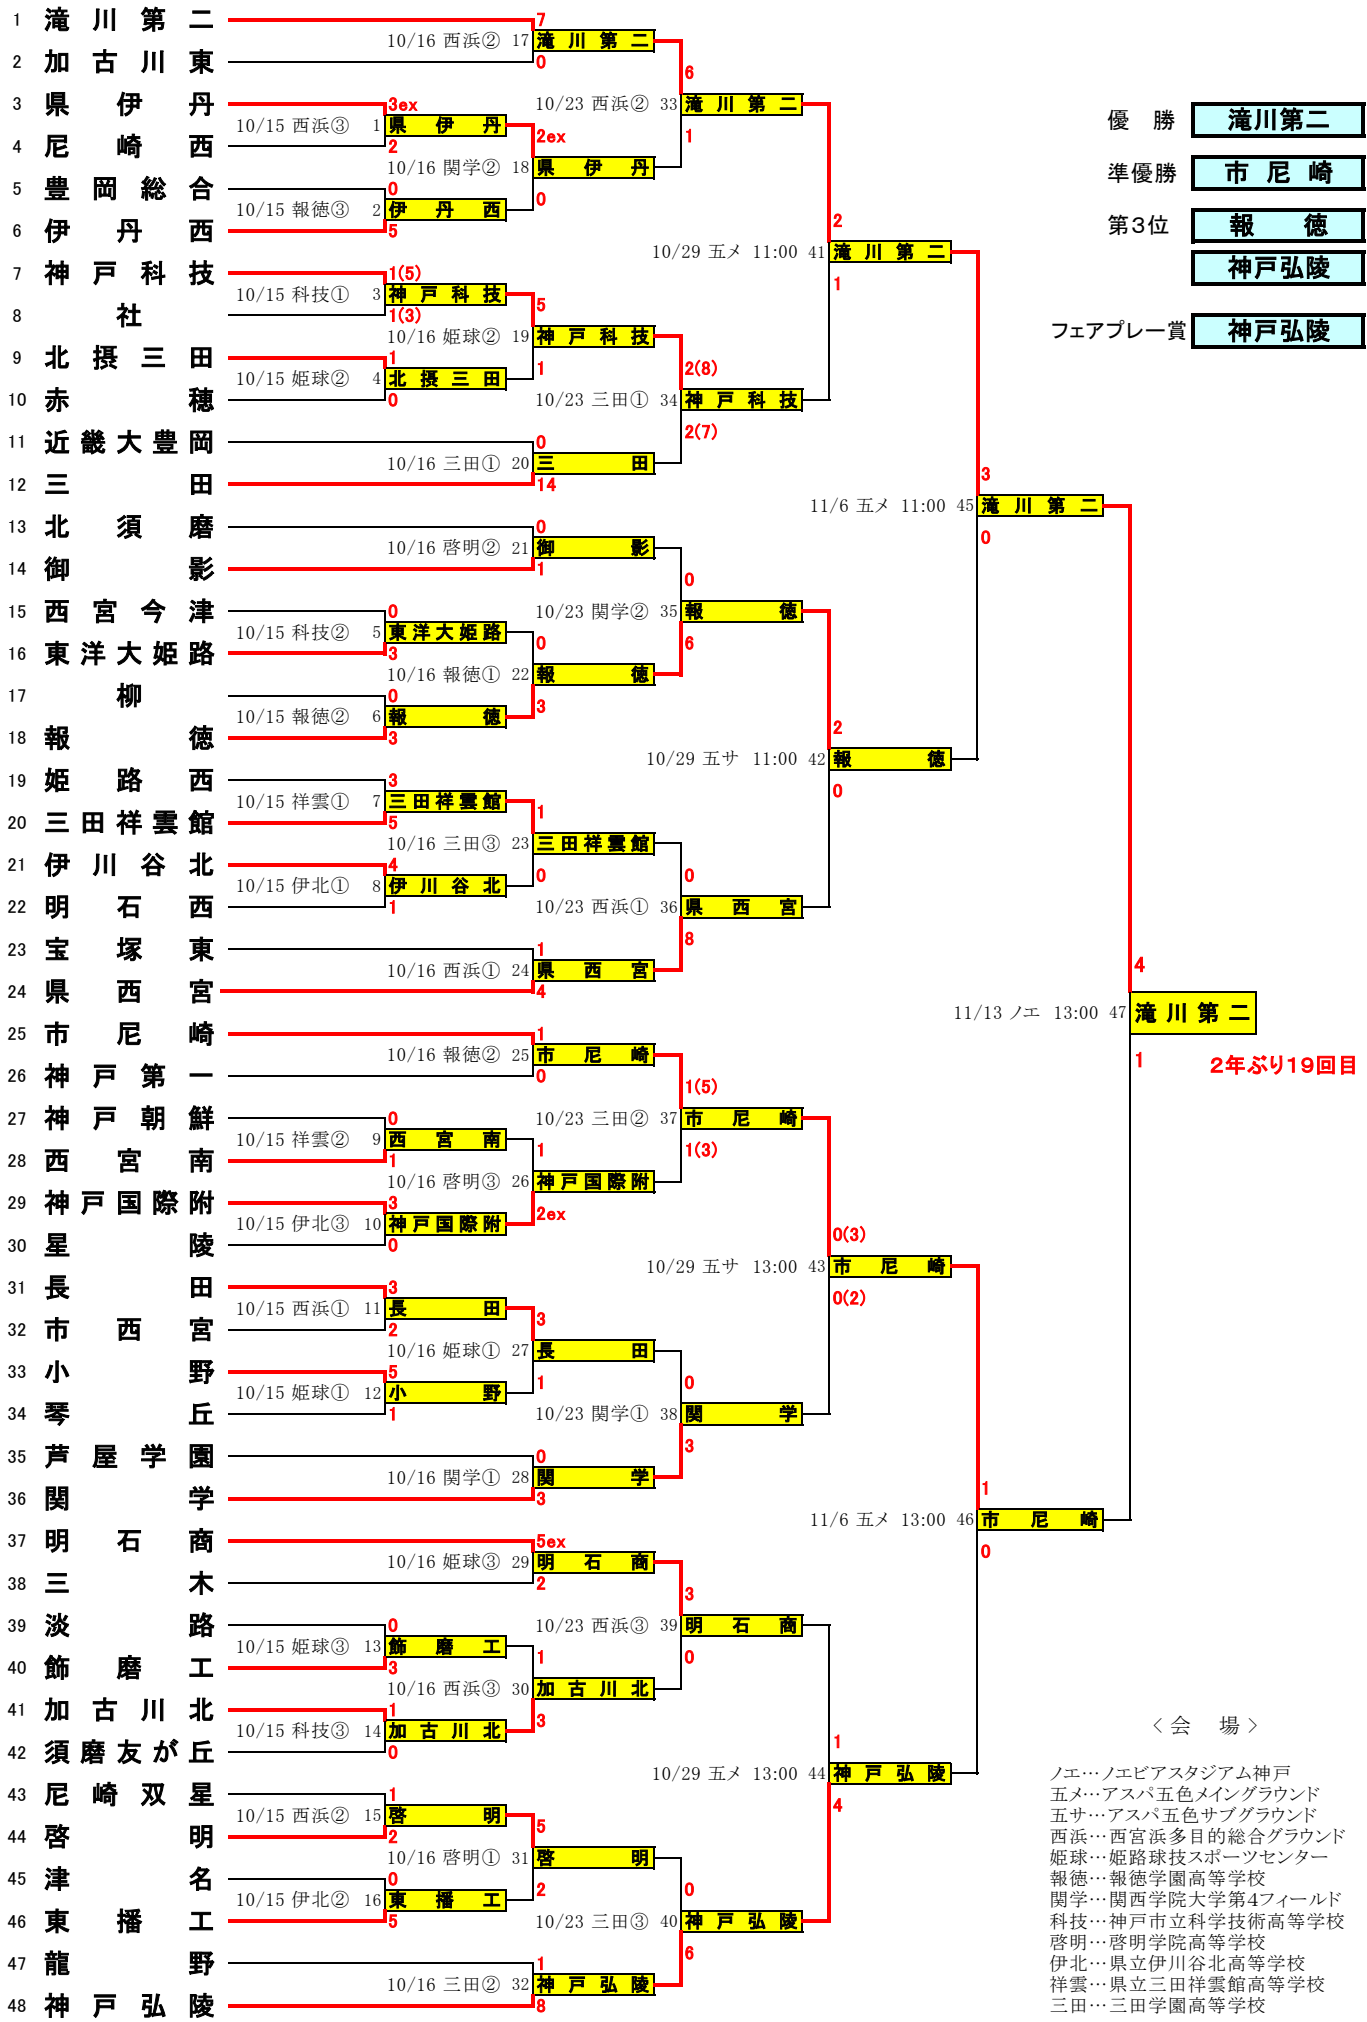 1 滝川第二
7
10/16 西浜② 17 滝川第二
2 加古川東
0
6
3 県伊丹
3ex
10/23 西浜② 33 滝川第二
優勝 滝川第二
10/15 西浜③ 1 県伊丹
2ex
1
4 尼崎西
2
10/16 関学② 18 県伊丹
準優勝 市尼崎
5 豊岡総合
0
0
10/15 報徳③ 2 伊丹西
6 伊丹西
5
2
第3位 報徳
10/29 五メ 11:00 41 滝川第二
7 神戸科技
1(5)
神戸弘陵
10/15 科技① 3 神戸科技
5
1
8 社
1(3)
10/16 姫球② 19 神戸科技
フェアプレー賞 神戸弘陵
9 北摂三田
1
1
2(8)
10/15 姫球② 4 北摂三田
10 赤穂
0
10/23 三田① 34 神戸科技
11 近畿大豊岡
0
2(7)
10/16 三田① 20 三田
12 三田
14
3
11/6 五メ 11:00 45 滝川第二
13 北須磨
0
0
10/16 啓明② 21 御影
14 御影
1
0
15 西宮今津
0
10/23 関学② 35 報徳
10/15 科技② 5 東洋大姫路
0
6
16 東洋大姫路
3
10/16 報徳① 22 報徳
17 柳
0
3
10/15 報徳② 6 報徳
18 報徳
3
2
10/29 五サ 11:00 42 報徳
19 姫路西
3
0
10/15 祥雲① 7 三田祥雲館
1
20 三田祥雲館
5
10/16 三田③ 23 三田祥雲館
21 伊川谷北
4
0
0
10/15 伊北① 8 伊川谷北
22 明石西
1
10/23 西浜① 36 県西宮
23 宝塚東
1
8
10/16 西浜① 24 県西宮
4
24 県西宮
4
11/13 ノエ 13:00 47 滝川第二
25 市尼崎
1
1
2年ぶり19回目
10/16 報徳② 25 市尼崎
26 神戸第一
0
1(5)
27 神戸朝鮮
0
10/23 三田② 37 市尼崎
10/15 祥雲② 9 西宮南
1
1(3)
28 西宮南
1
10/16 啓明③ 26 神戸国際附
29 神戸国際附
3
2ex
10/15 伊北③ 10 神戸国際附
30 星陵
0
0(3)
10/29 五サ 13:00 43 市尼崎
31 長田
3
0(2)
10/15 西浜① 11 長田
3
32 市西宮
2
10/16 姫球① 27 長田
33 小野
5
1
0
10/15 姫球① 12 小野
34 琴丘
1
10/23 関学① 38 関学
35 芦屋学園
0
3
10/16 関学① 28 関学
36 関学
3
1
11/6 五メ 13:00 46 市尼崎
37 明石商
5ex
0
10/16 姫球③ 29 明石商
38 三木
2
3
39 淡路
0
10/23 西浜③ 39 明石商
10/15 姫球③ 13 飾磨工
1
0
40 飾磨工
3
10/16 西浜③ 30 加古川北
41 加古川北
1
3
10/15 科技③ 14 加古川北
42 須磨友が丘
0
1
10/29 五メ 13:00 44 神戸弘陵
43 尼崎双星
1
4
10/15 西浜② 15 啓明
5
44 啓明
2
10/16 啓明① 31 啓明
45 津名
0
2
0
10/15 伊北② 16 東播工
46 東播工
5
10/23 三田③ 40 神戸弘陵
47 龍野
1
6
10/16 三田② 32 神戸弘陵
48 神戸弘陵
8
〈会　場〉
ノエ…ノエビアスタジアム神戸
五メ…アスパ五色メイングラウンド
五サ…アスパ五色サブグラウンド
西浜…西宮浜多目的総合グラウンド
姫球…姫路球技スポーツセンター
報徳…報徳学園高等学校
関学…関西学院大学第4フィールド
科技…神戸市立科学技術高等学校
啓明…啓明学院高等学校
伊北…県立伊川谷北高等学校
祥雲…県立三田祥雲館高等学校
三田…三田学園高等学校